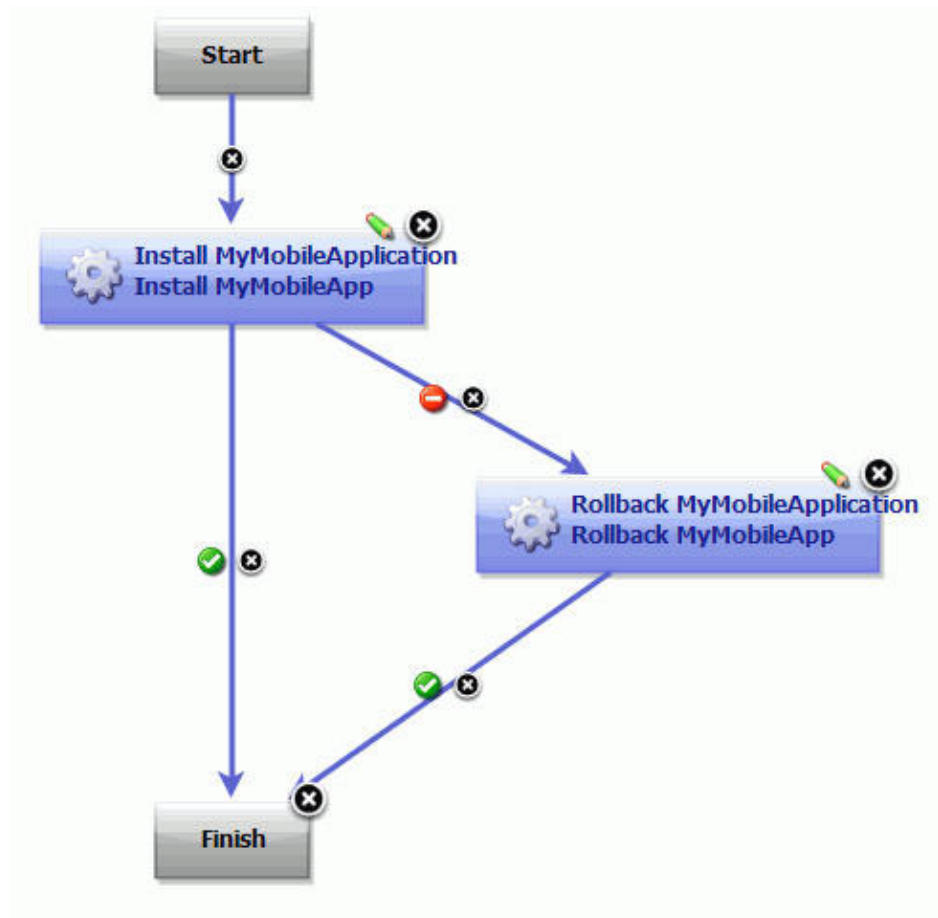 Start
Install MyMobileApplication
Install MyMobileApp
Rollback MyMobileApplication
Rollback MyMobileApp
Finish